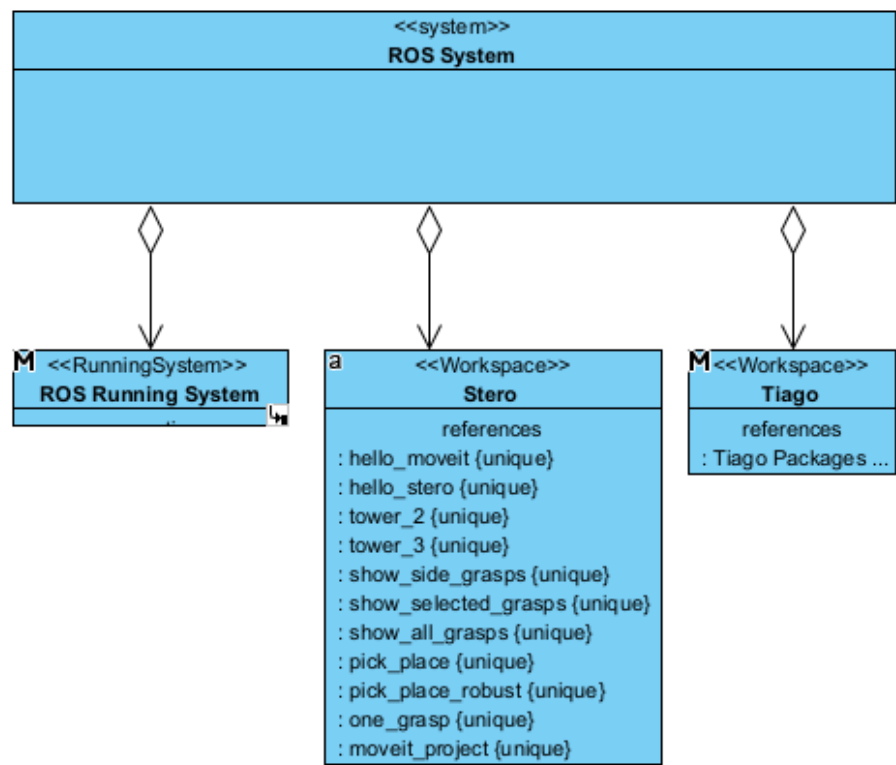 <<system>>
ROS System
M <<RunningSystem>>
ROS Running System
a <<Workspace>>
Stero
references
: hello_moveit {unique}
: hello_stero {unique}
: tower_2 {unique}
: tower_3 {unique}
: show_side_grasps {unique}
: show_selected_grasps {unique}
: show_all_grasps {unique}
: pick_place {unique}
: pick_place_robust {unique}
: one_grasp {unique}
: moveit_project {unique}
M <<Workspace>>
Tiago
references
: Tiago Packages ...